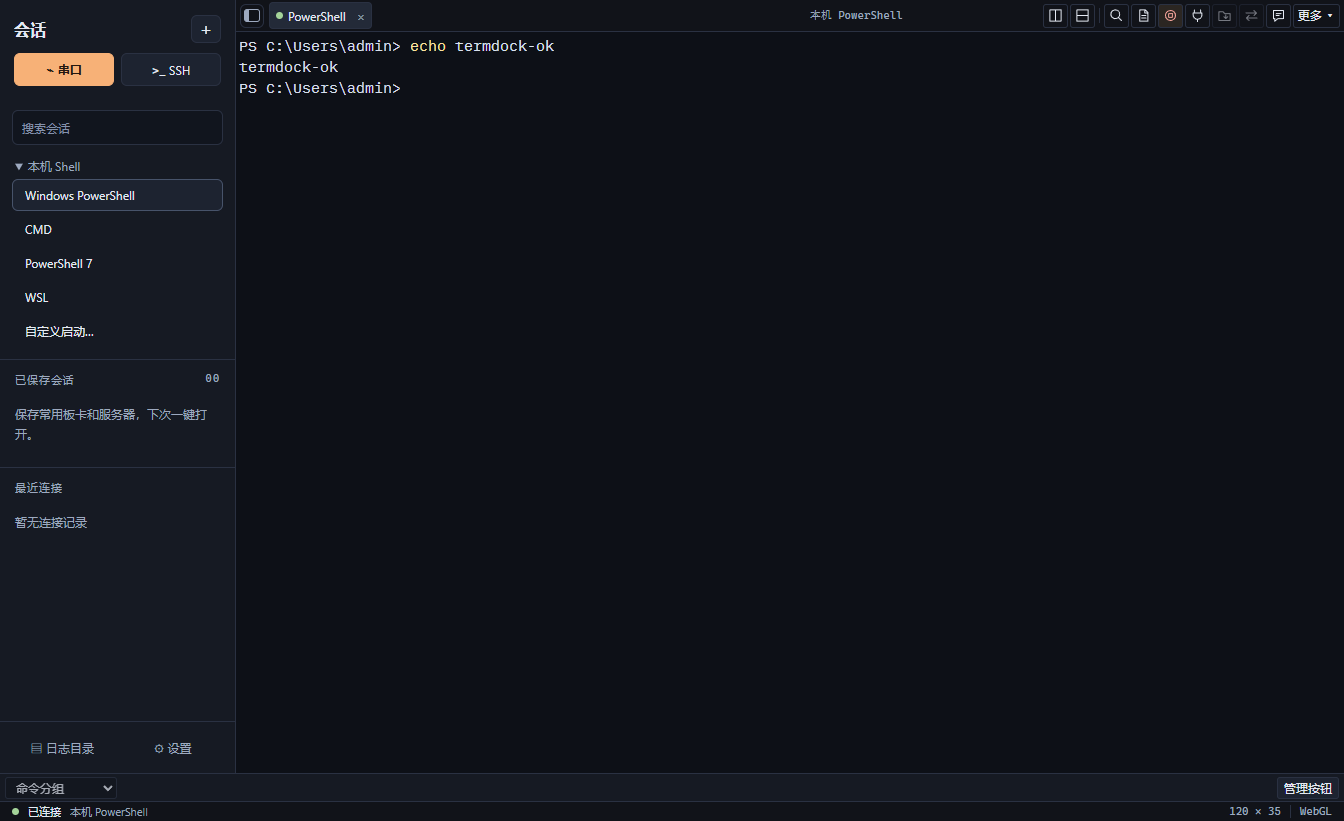 会话
+
串口
>_ SSH
搜索会话
▼ 本机 Shell
Windows PowerShell
CMD
PowerShell 7
WSL
自定义启动...
已保存会话 00
保存常用板卡和服务器，下次一键打
开。
最近连接
暂无连接记录
日志目录
设置
PowerShell ×
本机 PowerShell
更多
PS C:\Users\admin> echo termdock-ok
termdock-ok
PS C:\Users\admin>
命令分组
管理按钮
已连接 本机 PowerShell
120 × 35
WebGL